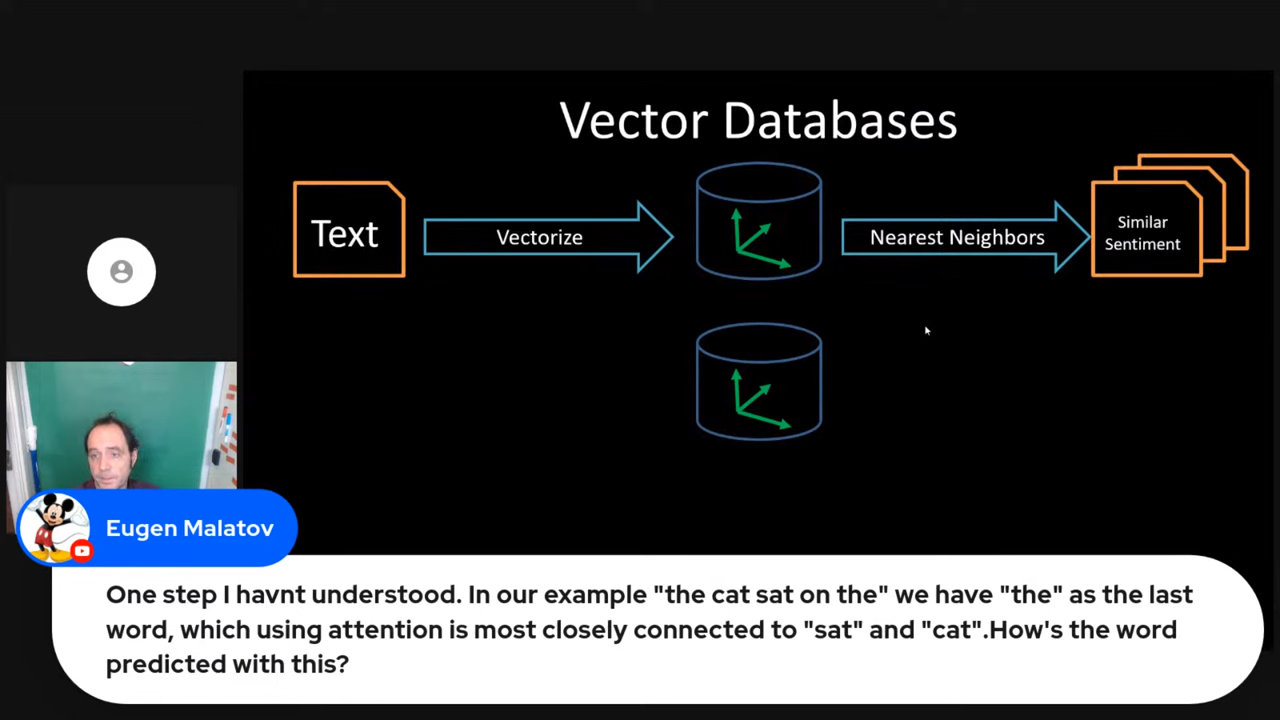 Vector Databases
Text
Vectorize
Nearest Neighbors
Similar
Sentiment
Eugen Malatov
One step I havnt understood. In our example "the cat sat on the" we have "the" as the last
word, which using attention is most closely connected to "sat" and "cat".How's the word
predicted with this?